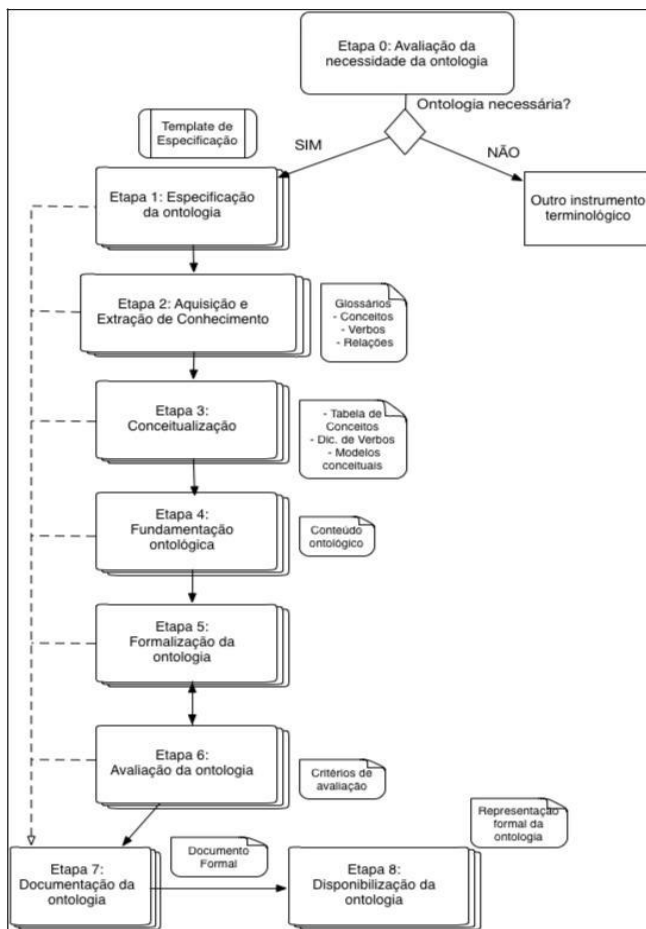 Etapa 0: Avaliação da
necessidade da ontologia
Ontologia necessária?
Template de
Especificação
SIM
NÃO
Etapa 1: Especificação
da ontologia
Outro instrumento
terminológico
Etapa 2: Aquisição e
Extração de Conhecimento
Glossários
- Conceitos
- Verbos
- Relações
Etapa 3:
Conceitualização
- Tabela de
Conceitos
- Dic. de Verbos
- Modelos
conceituais
Etapa 4:
Fundamentação
ontológica
Conteúdo
ontológico
Etapa 5:
Formalização da
ontologia
Etapa 6:
Avaliação da ontologia
Critérios de
avaliação
Representação
formal da
ontologia
Etapa 7:
Documentação da
ontologia
Documento
Formal
Etapa 8:
Disponibilização da
ontologia